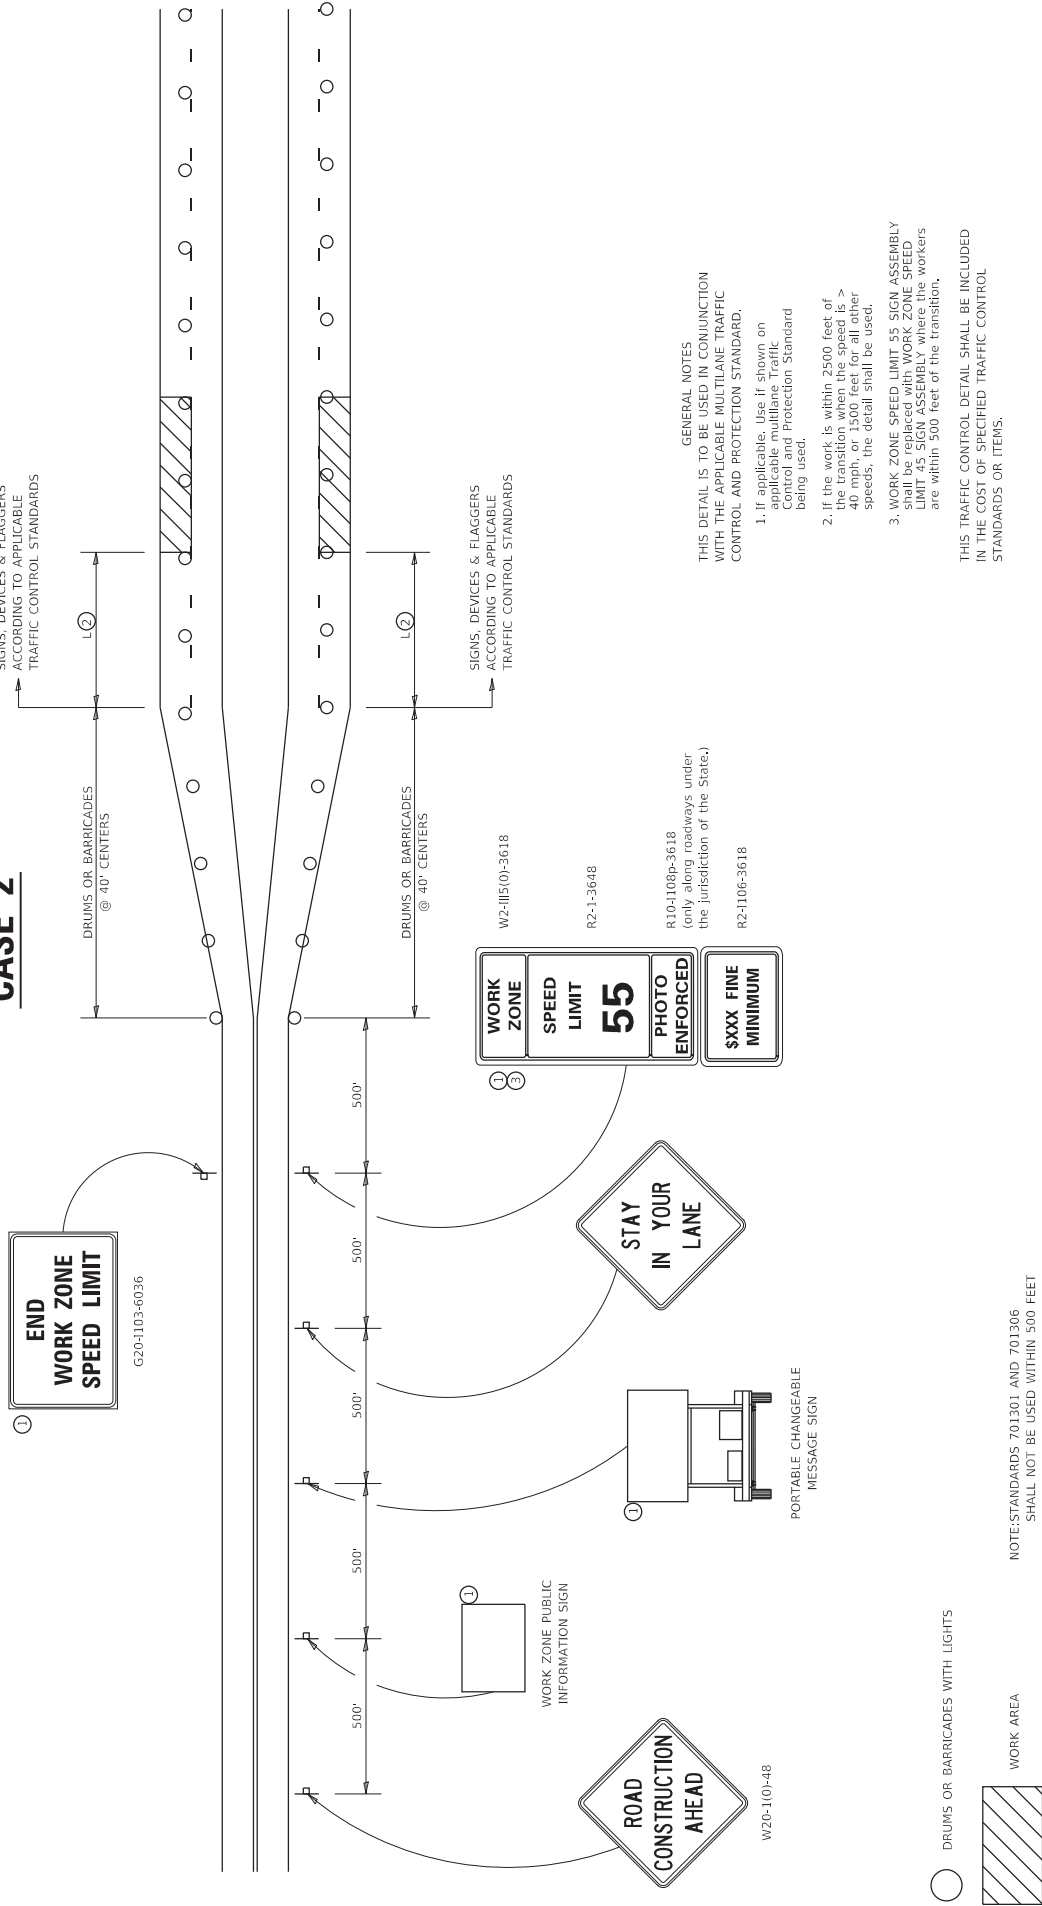 CASE 2
SIGNS, DEVICES & FLAGGERS
ACCORDING TO APPLICABLE
TRAFFIC CONTROL STANDARDS
DRUMS OR BARRICADES
@ 40' CENTERS
L 2
END
WORK ZONE
SPEED LIMIT
1
G20-I103-6036
500'
500'
500'
500'
500'
DRUMS OR BARRICADES
@ 40' CENTERS
L 2
SIGNS, DEVICES & FLAGGERS
ACCORDING TO APPLICABLE
TRAFFIC CONTROL STANDARDS
ROAD
CONSTRUCTION
AHEAD
W20-1(O)-48
1
WORK ZONE PUBLIC
INFORMATION SIGN
1
PORTABLE CHANGEABLE
MESSAGE SIGN
STAY
IN YOUR
LANE
1
3
WORK
ZONE
SPEED
LIMIT
55
PHOTO
ENFORCED
$XXX FINE
MINIMUM
W2-I115(O)-3618
R2-1-3648
R10-I108p-3618
(only along roadways under
the jurisdiction of the State.)
R2-I106-3618
GENERAL NOTES
THIS DETAIL IS TO BE USED IN CONJUNCTION
WITH THE APPLICABLE MULTILANE TRAFFIC
CONTROL AND PROTECTION STANDARD.
1. If applicable. Use if shown on
applicable multilane Traffic
Control and Protection Standard
being used.
2. If the work is within 2500 feet of
the transition when the speed is >
40 mph, or 1500 feet for all other
speeds, the detail shall be used.
3. WORK ZONE SPEED LIMIT 55 SIGN ASSEMBLY
shall be replaced with WORK ZONE SPEED
LIMIT 45 SIGN ASSEMBLY where the workers
are within 500 feet of the transition.
THIS TRAFFIC CONTROL DETAIL SHALL BE INCLUDED
IN THE COST OF SPECIFIED TRAFFIC CONTROL
STANDARDS OR ITEMS.
DRUMS OR BARRICADES WITH LIGHTS
WORK AREA
NOTE:STANDARDS 701301 AND 701306
SHALL NOT BE USED WITHIN 500 FEET